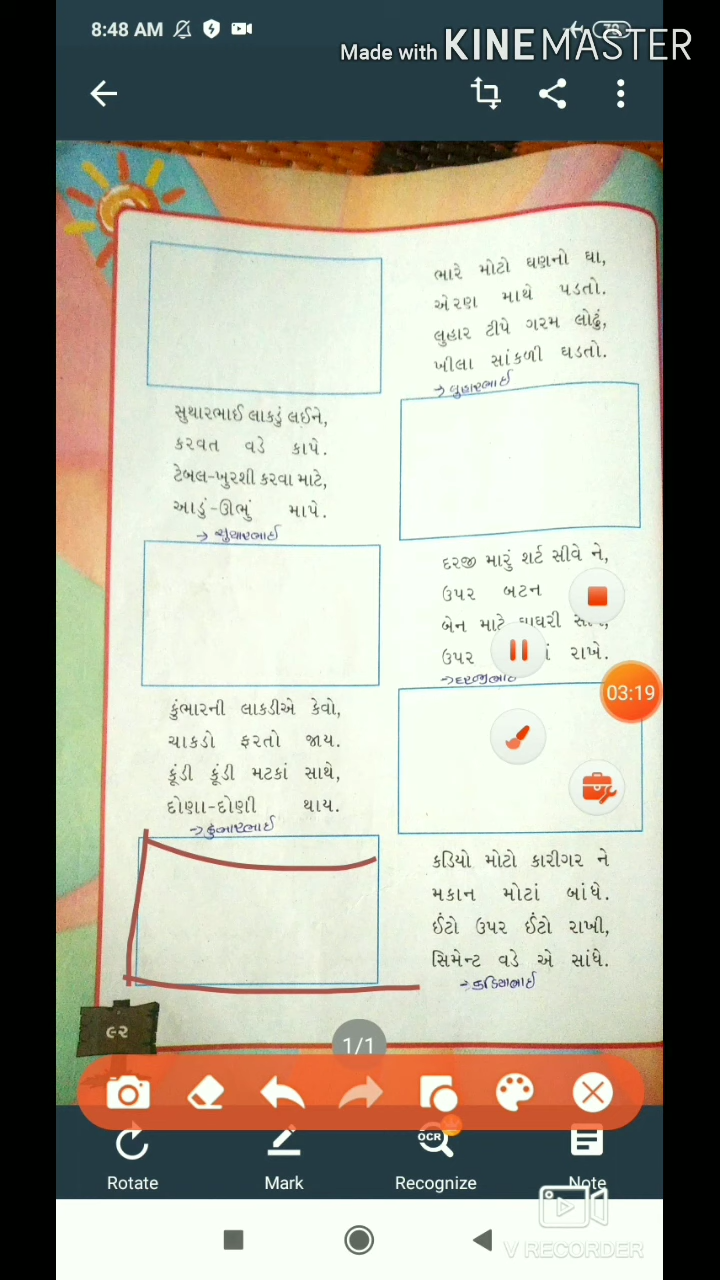 8:48 AM
Made with KINEMASTER
ભારે મોટો ઘણનો ઘા,
એરણ માથે પડતો.
લુહાર ટીપે ગરમ લોઢું,
ખીલા સાંકળી ઘડતો.
→ લુહારભાઈ
સુથારભાઈ લાકડું લઈને,
કરવત વડે કાપે.
ટેબલ-ખુરશી કરવા માટે,
આડું-ઊભું માપે.
→ સુથારભાઈ
દરજી મારું શર્ટ સીવે ને,
ઉપર બટન
બેન માટે
ઉપર રાખે.
કુંભારની લાકડીએ કેવો,
ચાકડો ફરતો જાય.
કૂંડી કૂંડી મટકાં સાથે,
દોણા-દોણી થાય.
→ કુંભારભાઈ
કડિયો મોટો કારીગર ને
મકાન મોટાં બાંધે.
ઈંટો ઉપર ઈંટો રાખી,
સિમેન્ટ વડે એ સાંધે.
→ કડિયાભાઈ
03:19
૯૨
1/1
OCR
Rotate Mark Recognize Note
V RECORDER